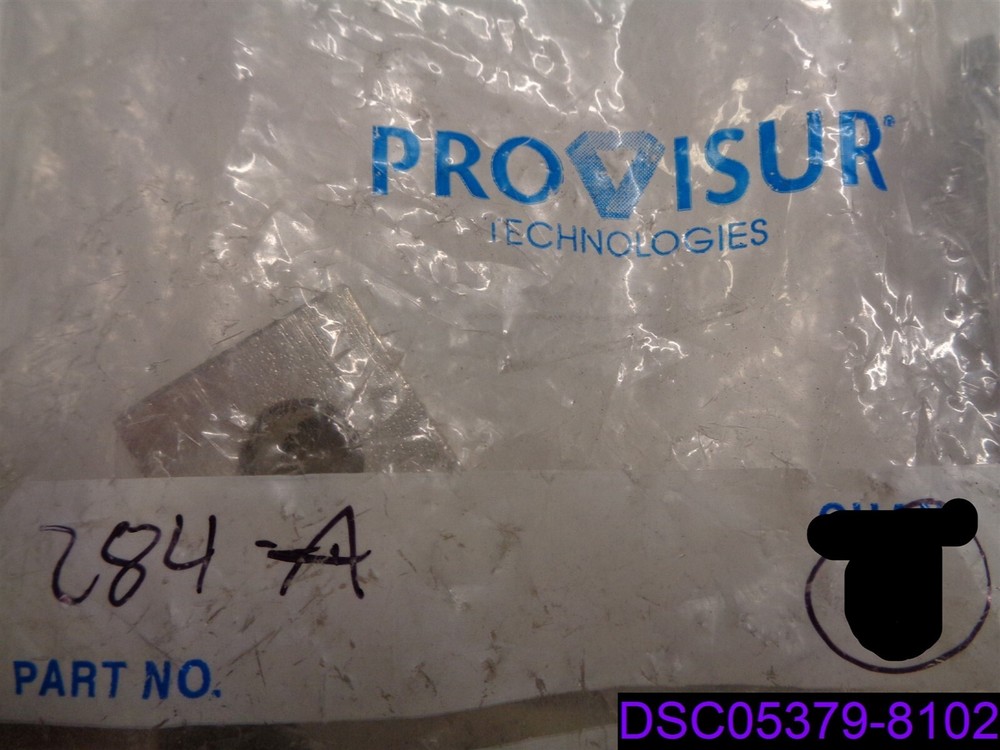 PROVISUR®
TECHNOLOGIES
284-A
PART NO.
DSC05379-8102